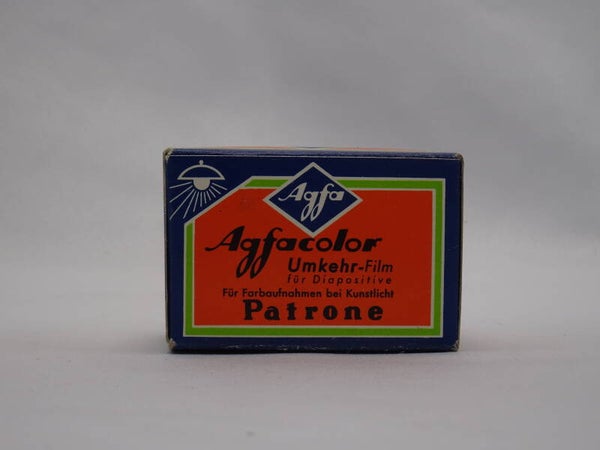 Agfa
Agfacolor
Umkehr-Film
für Diapositive
Für Farbaufnahmen bei Kunstlicht
Patrone